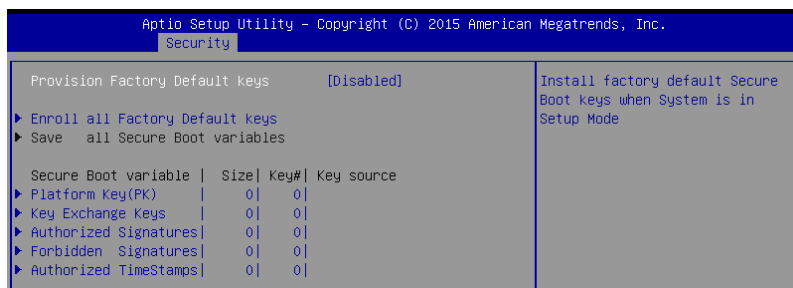 Aptio Setup Utility – Copyright (C) 2015 American Megatrends, Inc.
Security
Provision Factory Default keys [Disabled]
Enroll all Factory Default keys
Save all Secure Boot variables
Secure Boot variable | Size| Key#| Key source
Platform Key(PK) | 0| 0|
Key Exchange Keys | 0| 0|
Authorized Signatures| 0| 0|
Forbidden Signatures| 0| 0|
Authorized TimeStamps| 0| 0|
Install factory default Secure
Boot keys when System is in
Setup Mode